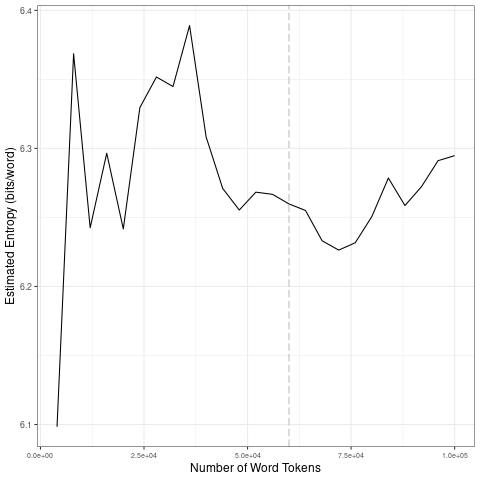 6.4
6.3
6.2
6.1
Estimated Entropy (bits/word)
0.0e+00 2.5e+04 5.0e+04 7.5e+04 1.0e+05
Number of Word Tokens